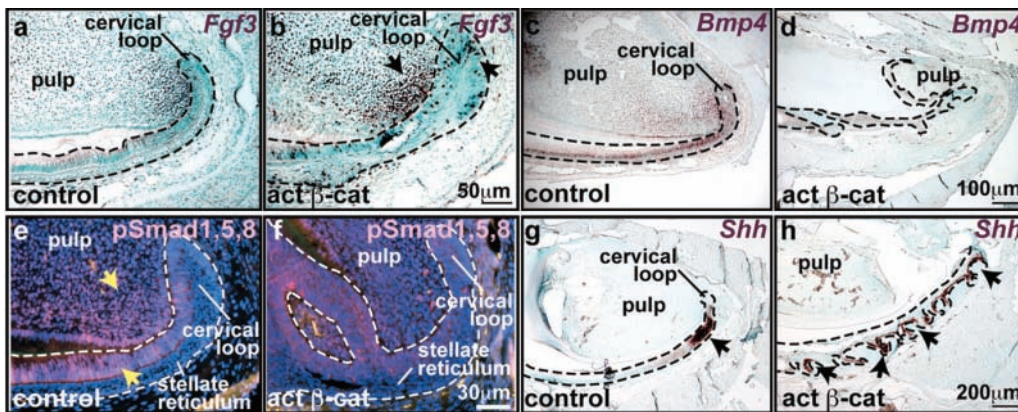 a
Fgf3
cervical
loop
pulp
control
b
Fgf3
cervical
loop
pulp
act β-cat
50μm
c
Bmp4
cervical
loop
pulp
control
d
Bmp4
pulp
act β-cat
100μm
e
pSmad1,5,8
pulp
cervical
loop
stellate
reticulum
control
f
pSmad1,5,8
pulp
cervical
loop
stellate
reticulum
act β-cat
30μm
g
Shh
cervical
loop
pulp
control
h
Shh
pulp
act β-cat
200μm